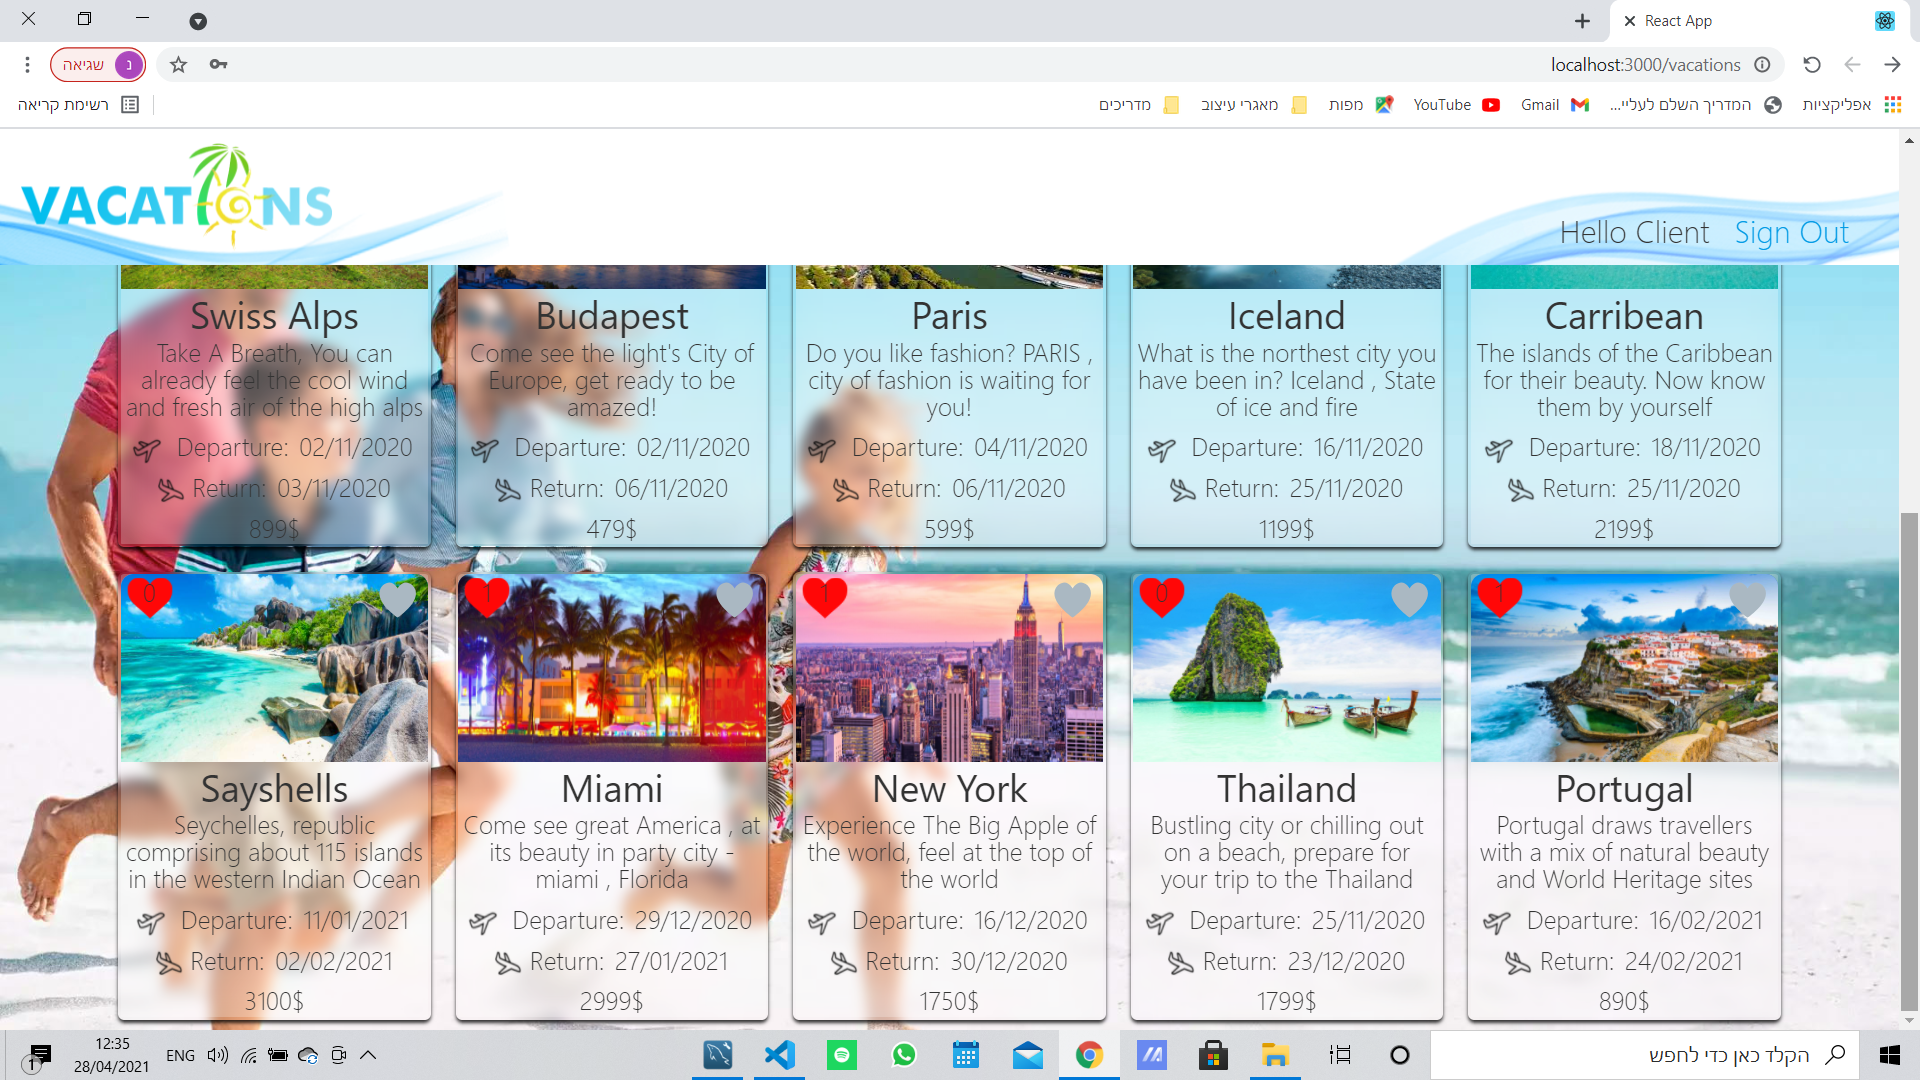 React App
שגיאה
נ
localhost:3000/vacations
רשימת קריאה
מדריכים
מאגרי עיצוב
מפות
YouTube
Gmail
המדריך השלם לעליי...
אפליקציות
VACATIONS
Hello Client
Sign Out
Swiss Alps
Take A Breath, You can
already feel the cool wind
and fresh air of the high alps
Departure: 02/11/2020
Return: 03/11/2020
899$
Budapest
Come see the light's City of
Europe, get ready to be
amazed!
Departure: 02/11/2020
Return: 06/11/2020
479$
Paris
Do you like fashion? PARIS ,
city of fashion is waiting for
you!
Departure: 04/11/2020
Return: 06/11/2020
599$
Iceland
What is the northest city you
have been in? Iceland , State
of ice and fire
Departure: 16/11/2020
Return: 25/11/2020
1199$
Carribean
The islands of the Caribbean
for their beauty. Now know
them by yourself
Departure: 18/11/2020
Return: 25/11/2020
2199$
0
Sayshells
Seychelles, republic
comprising about 115 islands
in the western Indian Ocean
Departure: 11/01/2021
Return: 02/02/2021
3100$
1
Miami
Come see great America , at
its beauty in party city -
miami , Florida
Departure: 29/12/2020
Return: 27/01/2021
2999$
1
New York
Experience The Big Apple of
the world, feel at the top of
the world
Departure: 16/12/2020
Return: 30/12/2020
1750$
0
Thailand
Bustling city or chilling out
on a beach, prepare for
your trip to the Thailand
Departure: 25/11/2020
Return: 23/12/2020
1799$
1
Portugal
Portugal draws travellers
with a mix of natural beauty
and World Heritage sites
Departure: 16/02/2021
Return: 24/02/2021
890$
1
12:35
28/04/2021
ENG
הקלד כאן כדי לחפש